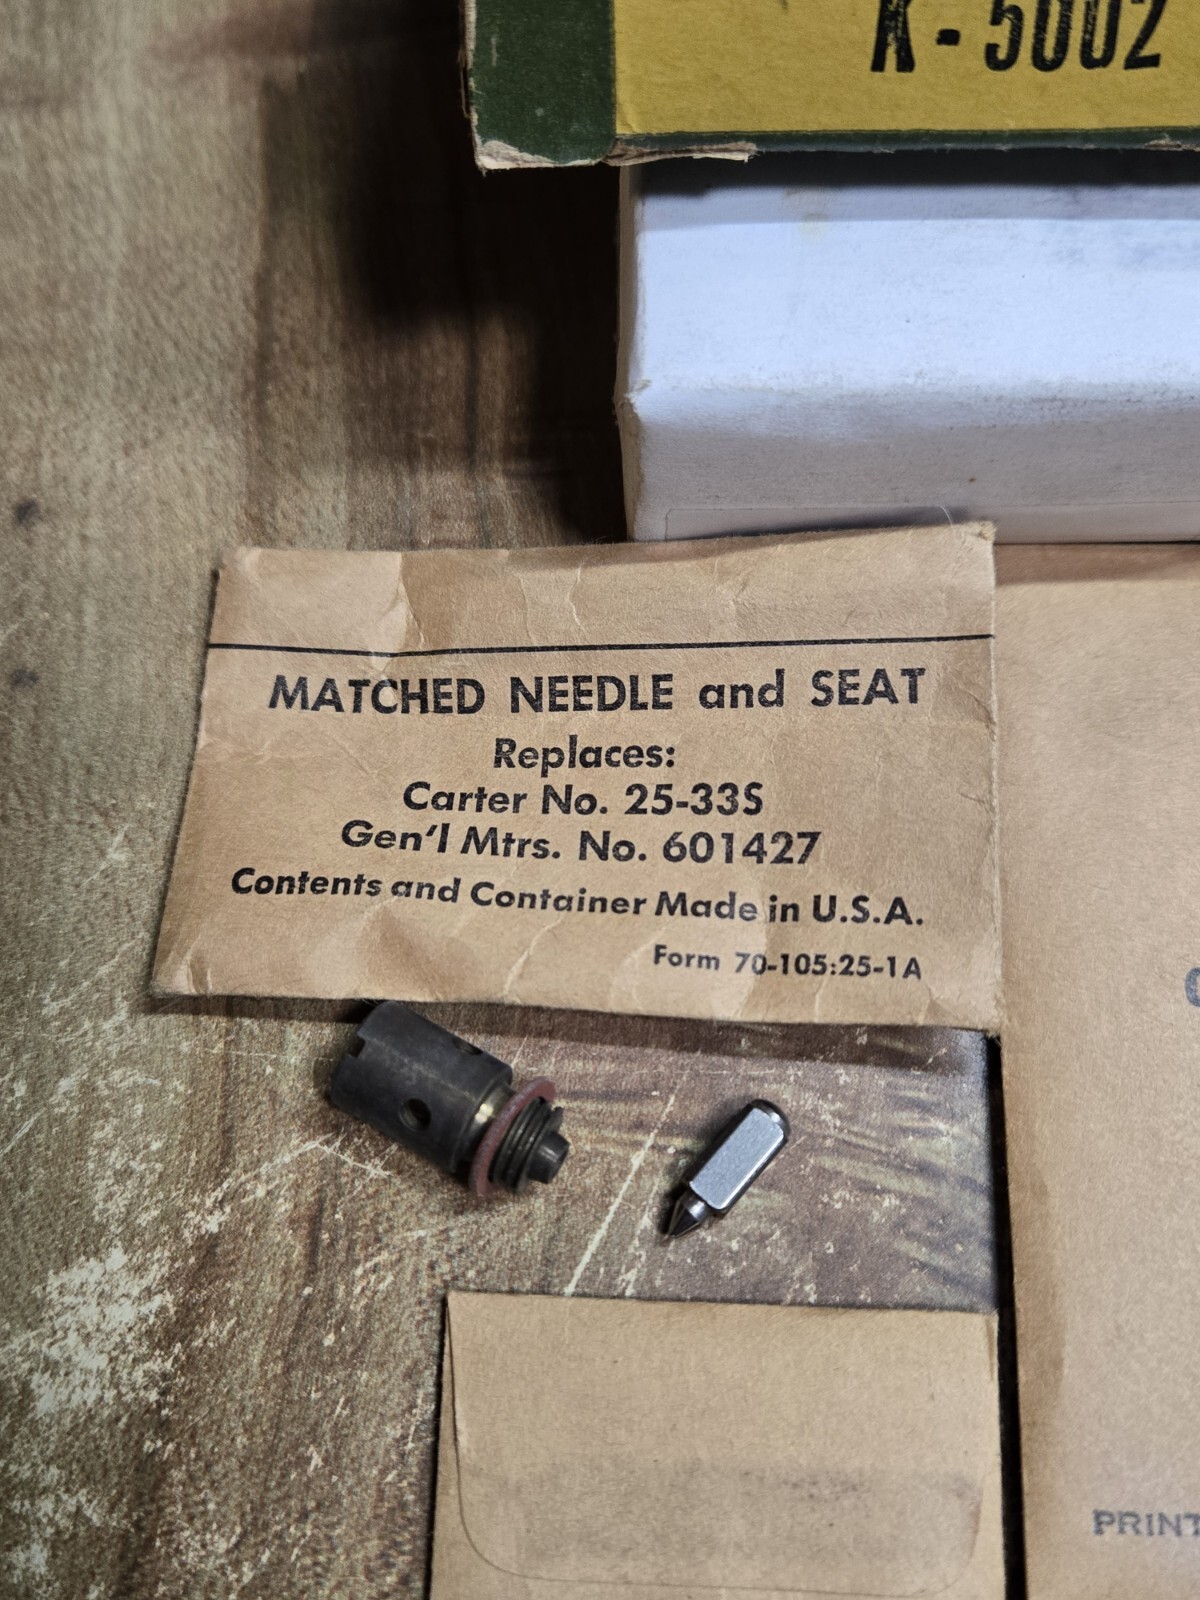 K-5002
MATCHED NEEDLE and SEAT
Replaces:
Carter No. 25-33S
Gen'l Mtrs. No. 601427
Contents and Container Made in U.S.A.
Form 70-105:25-1A